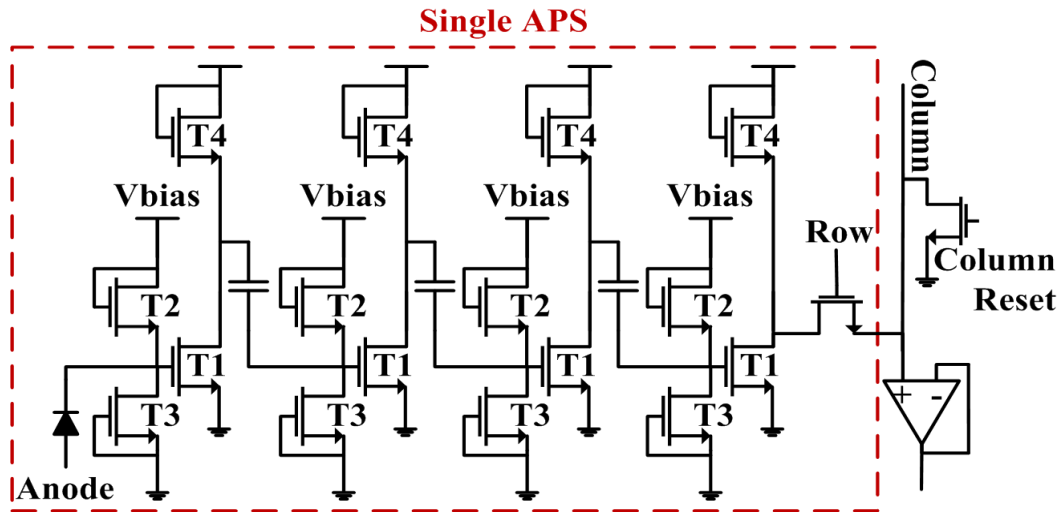 Single APS
T4 T4 T4 T4
Column
Vbias Vbias Vbias Vbias
Row
Column
Reset
T2 T2 T2 T2
T1 T1 T1 T1
+ -
T3 T3 T3 T3
Anode